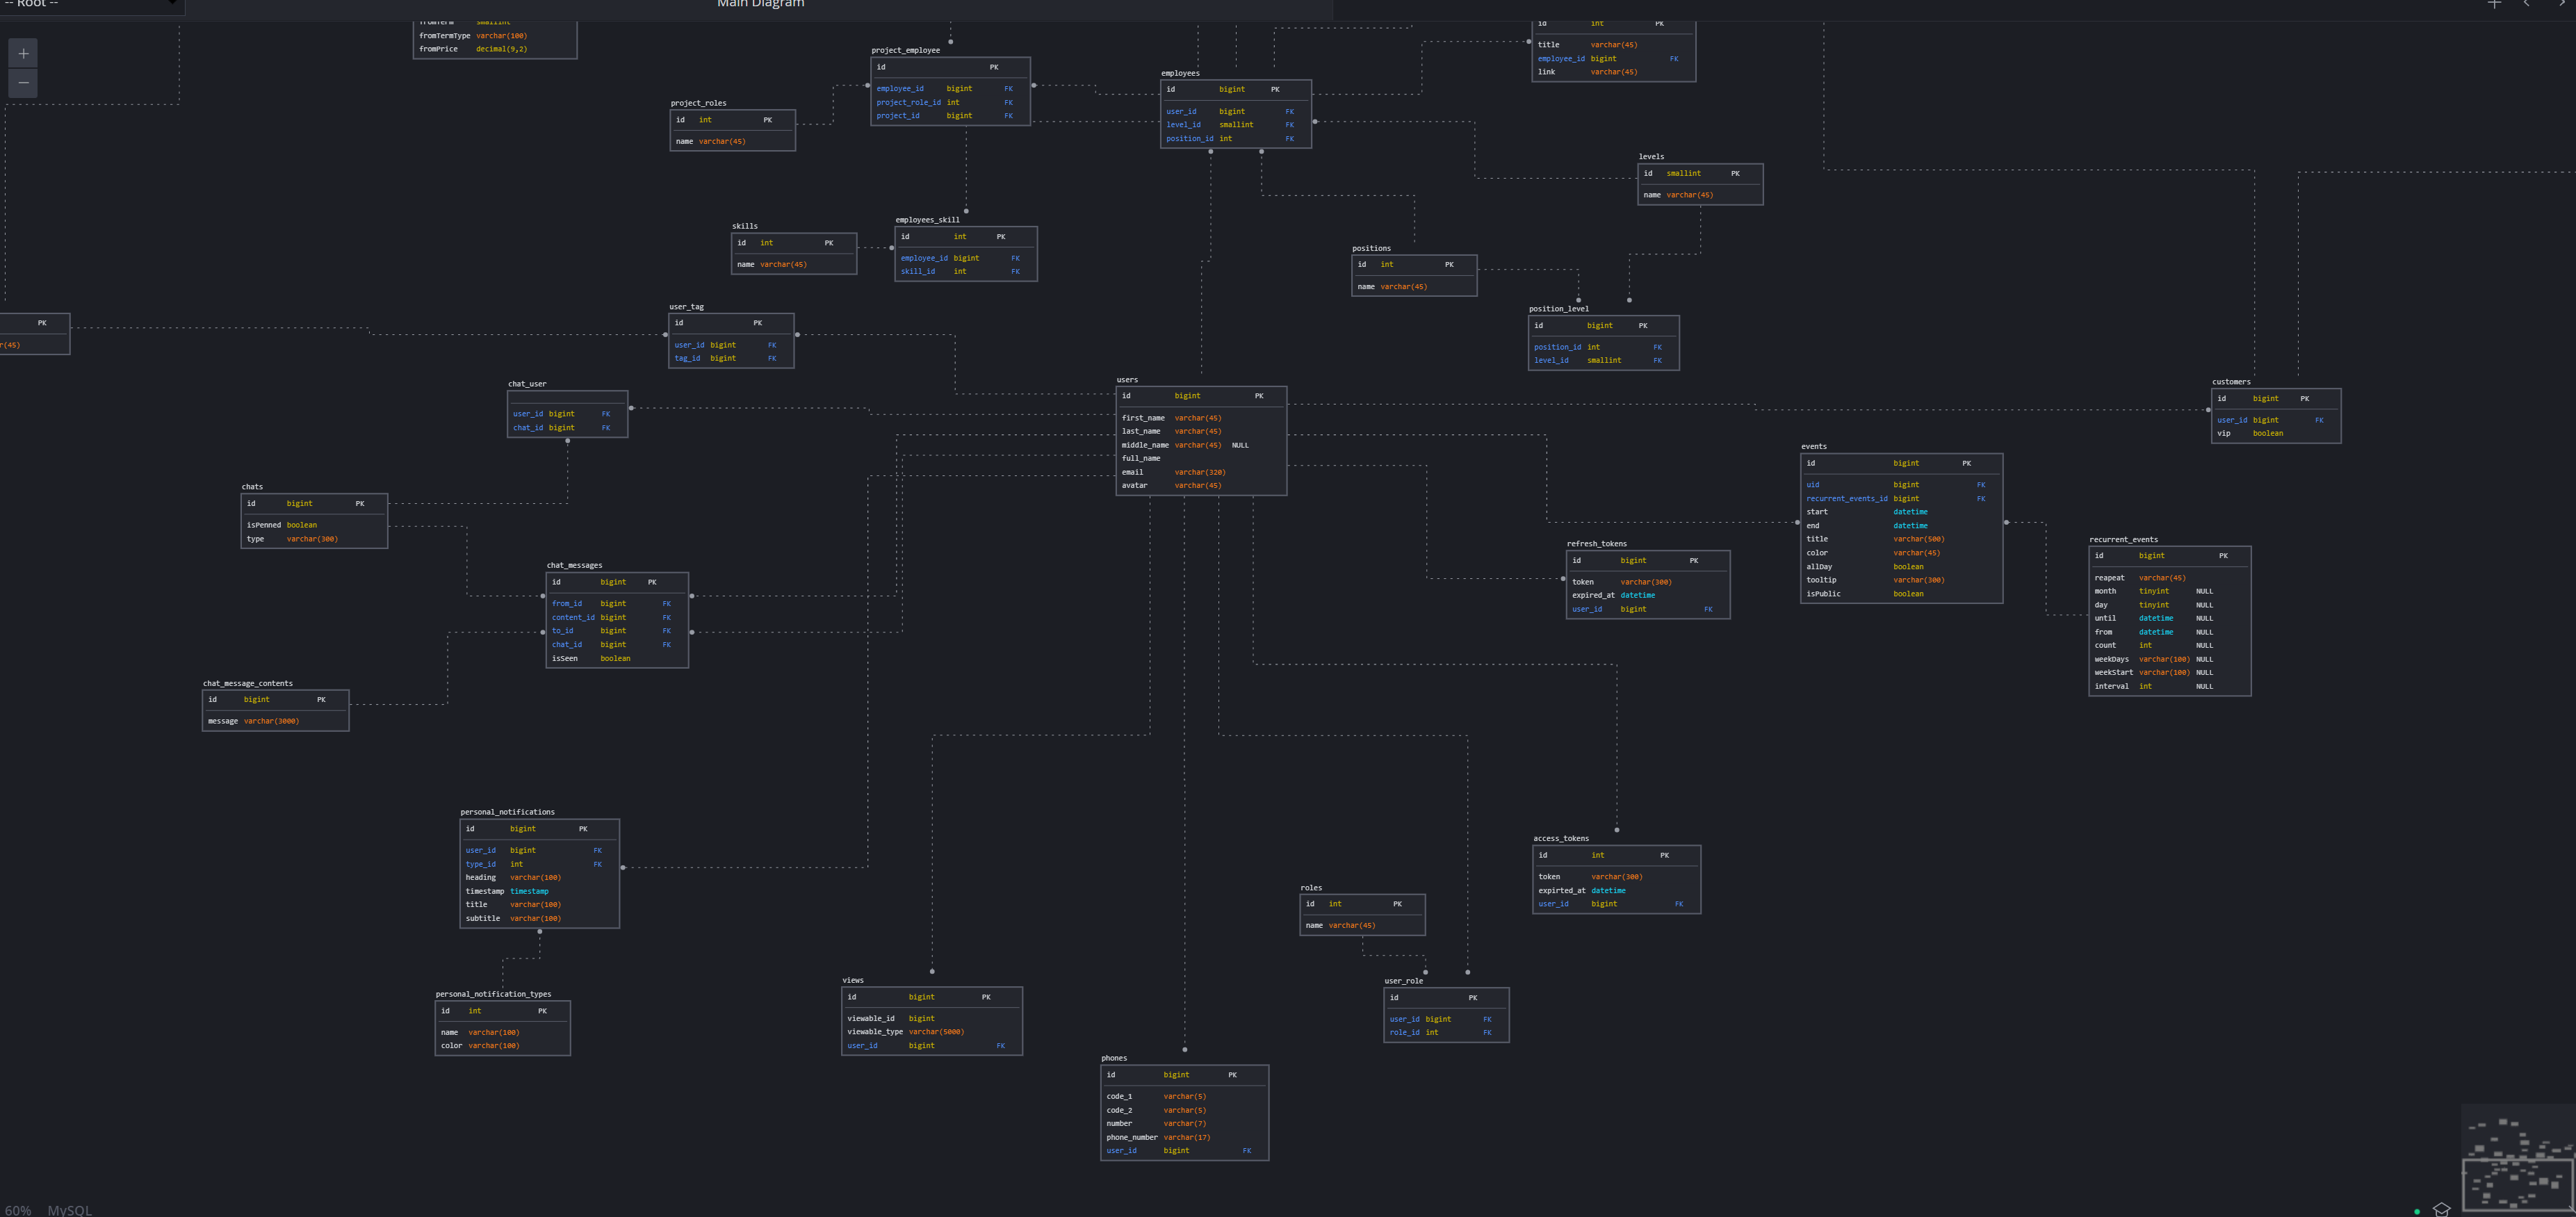 -- Root --
Main Diagram
fromTerm smallint
fromTermType varchar(100)
fromPrice decimal(9,2)
project_employee
id PK
employee_id bigint FK
project_role_id int FK
project_id bigint FK
project_roles
id int PK
name varchar(45)
employees
id bigint PK
user_id bigint FK
level_id smallint FK
position_id int FK
id int PK
title varchar(45)
employee_id bigint FK
link varchar(45)
levels
id smallint PK
name varchar(45)
skills
id int PK
name varchar(45)
employees_skill
id int PK
employee_id bigint FK
skill_id int FK
positions
id int PK
name varchar(45)
position_level
id bigint PK
position_id int FK
level_id smallint FK
PK
r(45)
user_tag
id PK
user_id bigint FK
tag_id bigint FK
chat_user
user_id bigint FK
chat_id bigint FK
users
id bigint PK
first_name varchar(45)
last_name varchar(45)
middle_name varchar(45) NULL
full_name
email varchar(320)
avatar varchar(45)
customers
id bigint PK
user_id bigint FK
vip boolean
events
id bigint PK
uid bigint FK
recurrent_events_id bigint FK
start datetime
end datetime
title varchar(500)
color varchar(45)
allDay boolean
tooltip varchar(300)
isPublic boolean
chats
id bigint PK
isPenned boolean
type varchar(300)
refresh_tokens
id bigint PK
token varchar(300)
expired_at datetime
user_id bigint FK
recurrent_events
id bigint PK
reapeat varchar(45)
month tinyint NULL
day tinyint NULL
until datetime NULL
from datetime NULL
count int NULL
weekDays varchar(100) NULL
weekStart varchar(100) NULL
interval int NULL
chat_messages
id bigint PK
from_id bigint FK
content_id bigint FK
to_id bigint FK
chat_id bigint FK
isSeen boolean
chat_message_contents
id bigint PK
message varchar(3000)
personal_notifications
id bigint PK
user_id bigint FK
type_id int FK
heading varchar(100)
timestamp timestamp
title varchar(100)
subtitle varchar(100)
access_tokens
id int PK
token varchar(300)
expirted_at datetime
user_id bigint FK
roles
id int PK
name varchar(45)
personal_notification_types
id int PK
name varchar(100)
color varchar(100)
views
id bigint PK
viewable_id bigint
viewable_type varchar(5000)
user_id bigint FK
user_role
id PK
user_id bigint FK
role_id int FK
phones
id bigint PK
code_1 varchar(5)
code_2 varchar(5)
number varchar(7)
phone_number varchar(17)
user_id bigint FK
60% MySQL